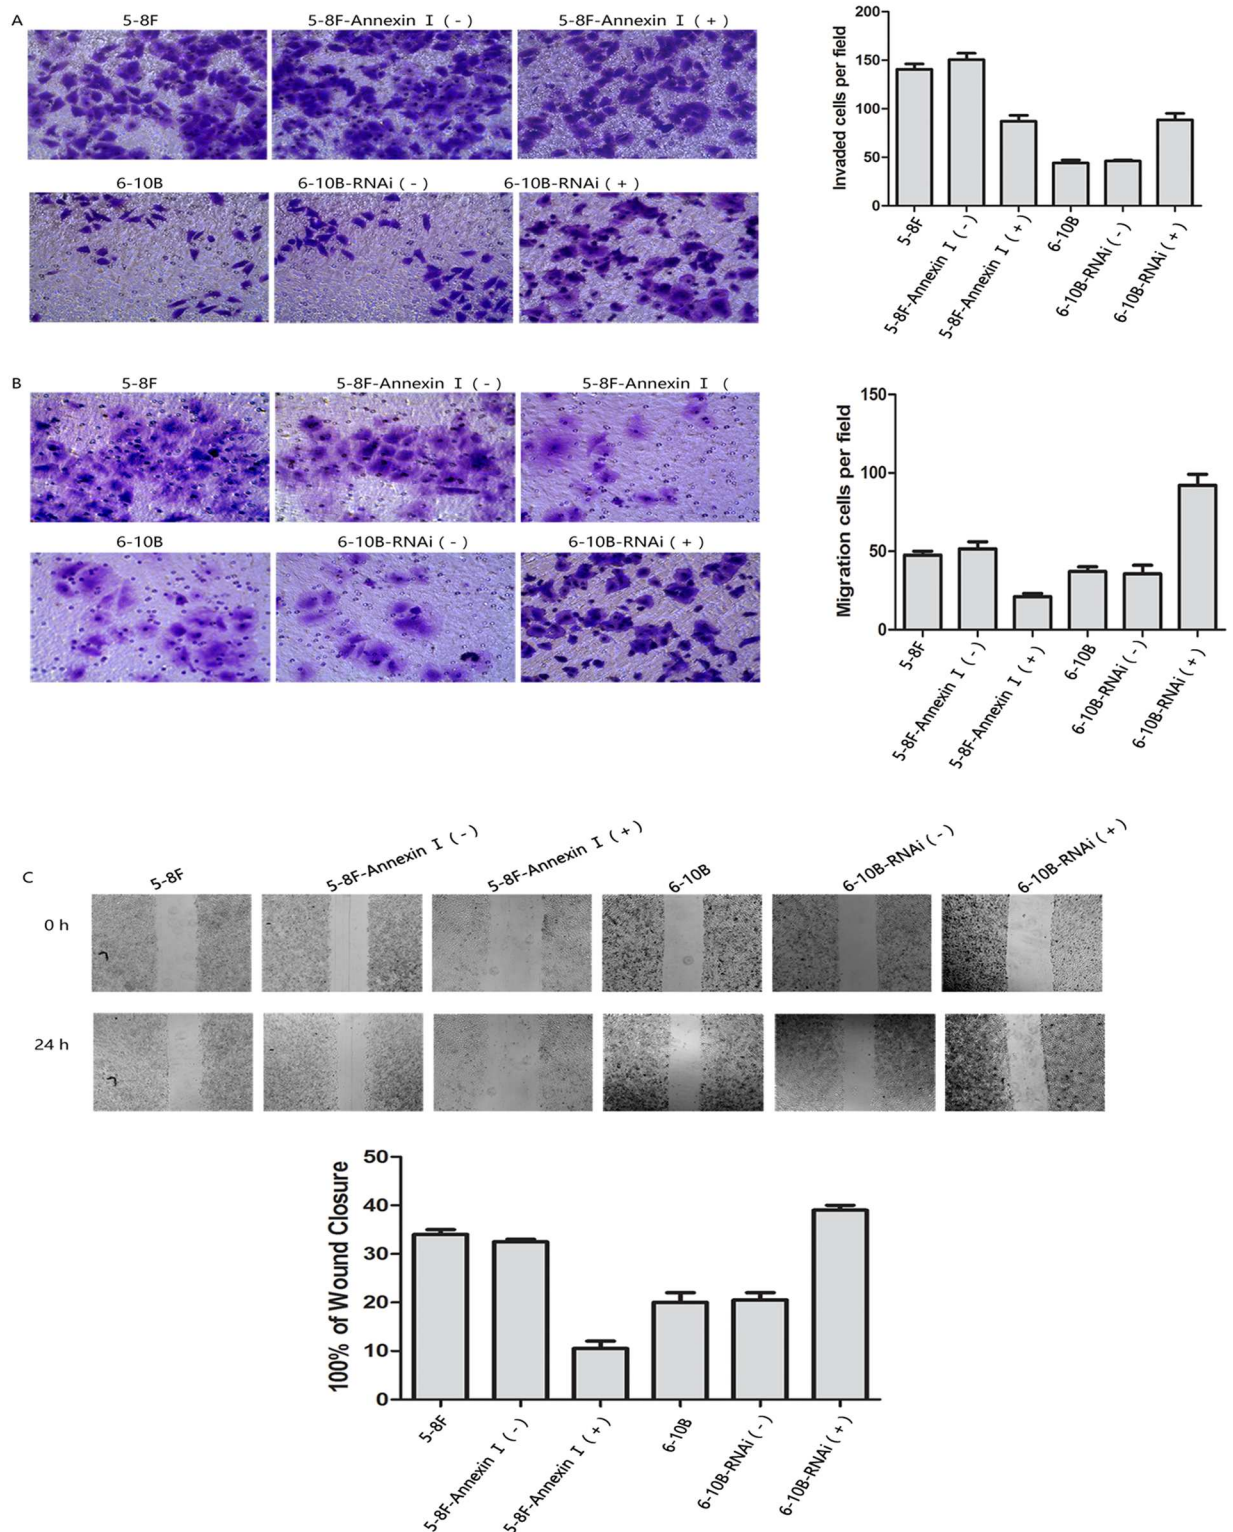 A
5-8F
5-8F-Annexin Ⅰ (-)
5-8F-Annexin Ⅰ (+)
6-10B
6-10B-RNAi (-)
6-10B-RNAi (+)
Invaded cells per field
200
150
100
50
0
5-8F
5-8F-Annexin Ⅰ (-)
5-8F-Annexin Ⅰ (+)
6-10B
6-10B-RNAi (-)
6-10B-RNAi (+)
B
5-8F
5-8F-Annexin Ⅰ (-)
5-8F-Annexin Ⅰ (
6-10B
6-10B-RNAi (-)
6-10B-RNAi (+)
Migration cells per field
150
100
50
0
5-8F
5-8F-Annexin Ⅰ (-)
5-8F-Annexin Ⅰ (+)
6-10B
6-10B-RNAi (-)
6-10B-RNAi (+)
C
5-8F
5-8F-Annexin Ⅰ (-)
5-8F-Annexin Ⅰ (+)
6-10B
6-10B-RNAi (-)
6-10B-RNAi (+)
0 h
24 h
100% of Wound Closure
50
40
30
20
10
0
5-8F
5-8F-Annexin Ⅰ (-)
5-8F-Annexin Ⅰ (+)
6-10B
6-10B-RNAi (-)
6-10B-RNAi (+)